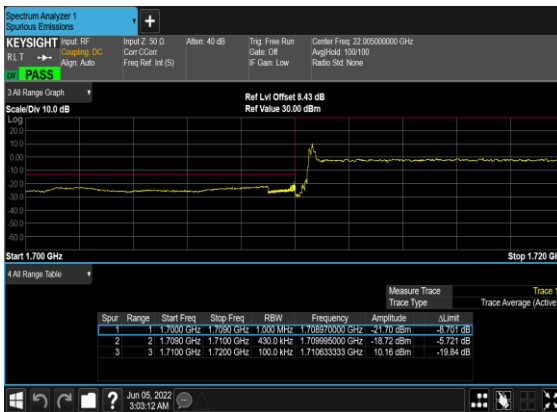 Spectrum Analyzer 1
Spurious Emissions
+
KEYSIGHT Input: RF Input Z: 50 Ω Atten: 40 dB Trig: Free Run Center Freq: 22.005000000 GHz
RLT Coupling: DC Corr CCorr Gate: Off Avg|Hold: 100/100
Align: Auto Freq Ref: Int (S) IF Gain: Low Radio Std: None
PASS
3 All Range Graph
Ref Lvl Offset 8.43 dB
Scale/Div 10.0 dB Ref Value 30.00 dBm
Log
20.0
10.0
0.00
-10.0
-20.0
-30.0
-40.0
-50.0
-60.0
Start 1.700 GHz Stop 1.720 GH
4 All Range Table
Measure Trace Trace 1
Trace Type Trace Average (Active
Spur Range Start Freq Stop Freq RBW Frequency Amplitude ΔLimit
1 1 1.7000 GHz 1.7090 GHz 1.000 MHz 1.708970000 GHz -21.70 dBm -8.701 dB
2 2 1.7090 GHz 1.7100 GHz 430.0 kHz 1.709995000 GHz -18.72 dBm -5.721 dB
3 3 1.7100 GHz 1.7200 GHz 100.0 kHz 1.710633333 GHz 10.16 dBm -19.84 dB
? Jun 05, 2022
3:03:12 AM